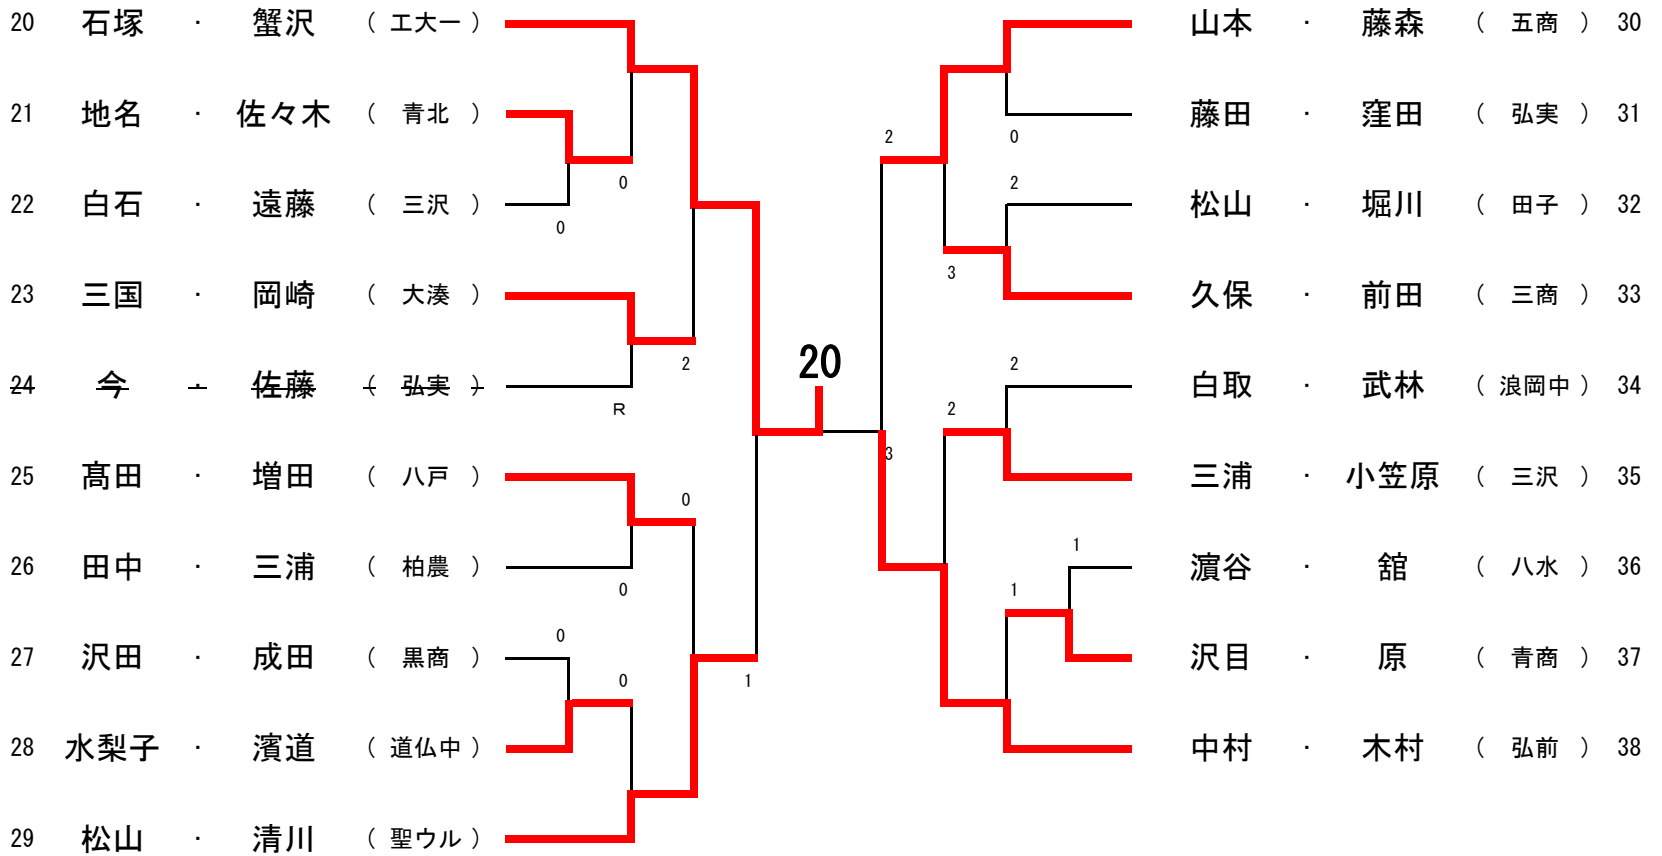 20 石塚 ・ 蟹沢 （ 工大一 ）
21 地名 ・ 佐々木 （ 青北 ）
22 白石 ・ 遠藤 （ 三沢 ）
23 三国 ・ 岡崎 （ 大湊 ）
24 今 ・ 佐藤 （ 弘実 ）
25 髙田 ・ 増田 （ 八戸 ）
26 田中 ・ 三浦 （ 柏農 ）
27 沢田 ・ 成田 （ 黒商 ）
28 水梨子 ・ 濱道 （ 道仏中 ）
29 松山 ・ 清川 （ 聖ウル ）
0
0
2
R
0
0
0
0
1
20
2
3
0
2
3
2
2
1
1
山本 ・ 藤森 （ 五商 ） 30
藤田 ・ 窪田 （ 弘実 ） 31
松山 ・ 堀川 （ 田子 ） 32
久保 ・ 前田 （ 三商 ） 33
白取 ・ 武林 （ 浪岡中 ） 34
三浦 ・ 小笠原 （ 三沢 ） 35
濵谷 ・ 舘 （ 八水 ） 36
沢目 ・ 原 （ 青商 ） 37
中村 ・ 木村 （ 弘前 ） 38